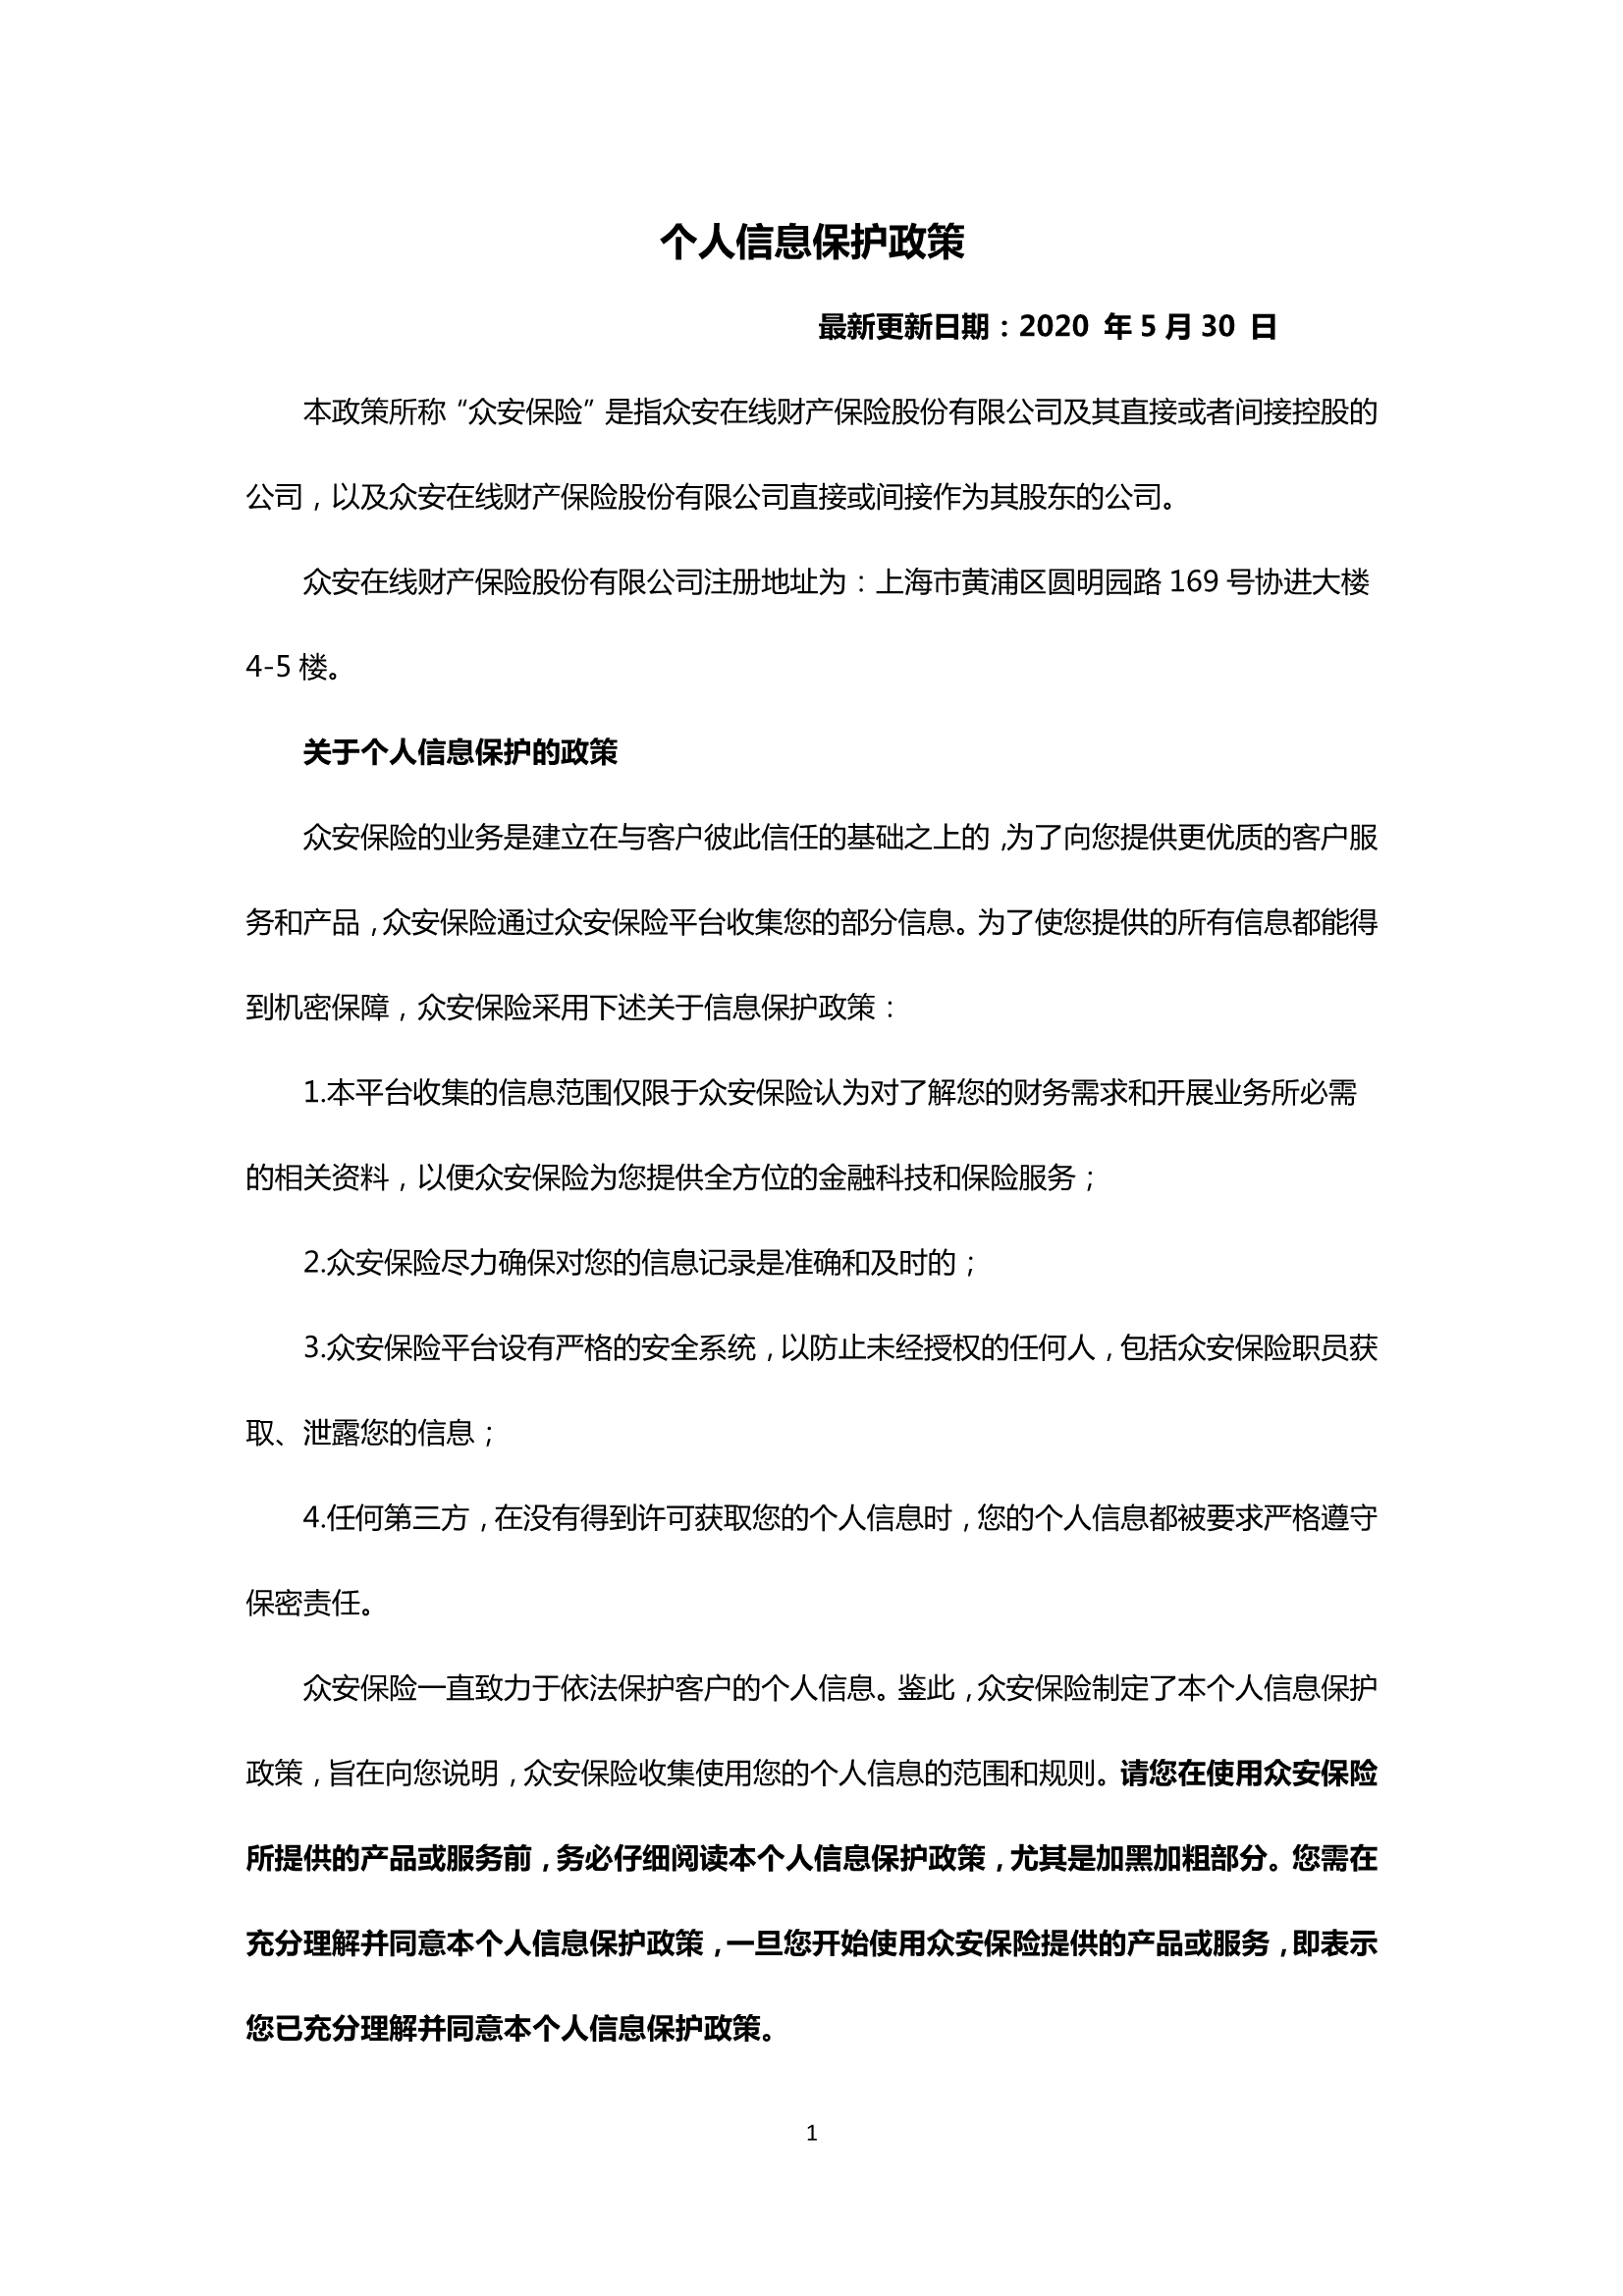 个人信息保护政策
最新更新日期：2020 年 5 月 30 日
本政策所称“众安保险”是指众安在线财产保险股份有限公司及其直接或者间接控股的
公司，以及众安在线财产保险股份有限公司直接或间接作为其股东的公司。
众安在线财产保险股份有限公司注册地址为：上海市黄浦区圆明园路 169 号协进大楼
4-5 楼。
关于个人信息保护的政策
众安保险的业务是建立在与客户彼此信任的基础之上的，为了向您提供更优质的客户服
务和产品，众安保险通过众安保险平台收集您的部分信息。为了使您提供的所有信息都能得
到机密保障，众安保险采用下述关于信息保护政策：
1.本平台收集的信息范围仅限于众安保险认为对了解您的财务需求和开展业务所必需
的相关资料，以便众安保险为您提供全方位的金融科技和保险服务；
2.众安保险尽力确保对您的信息记录是准确和及时的；
3.众安保险平台设有严格的安全系统，以防止未经授权的任何人，包括众安保险职员获
取、泄露您的信息；
4.任何第三方，在没有得到许可获取您的个人信息时，您的个人信息都被要求严格遵守
保密责任。
众安保险一直致力于依法保护客户的个人信息。鉴此，众安保险制定了本个人信息保护
政策，旨在向您说明，众安保险收集使用您的个人信息的范围和规则。请您在使用众安保险
所提供的产品或服务前，务必仔细阅读本个人信息保护政策，尤其是加黑加粗部分。您需在
充分理解并同意本个人信息保护政策，一旦您开始使用众安保险提供的产品或服务，即表示
您已充分理解并同意本个人信息保护政策。
1